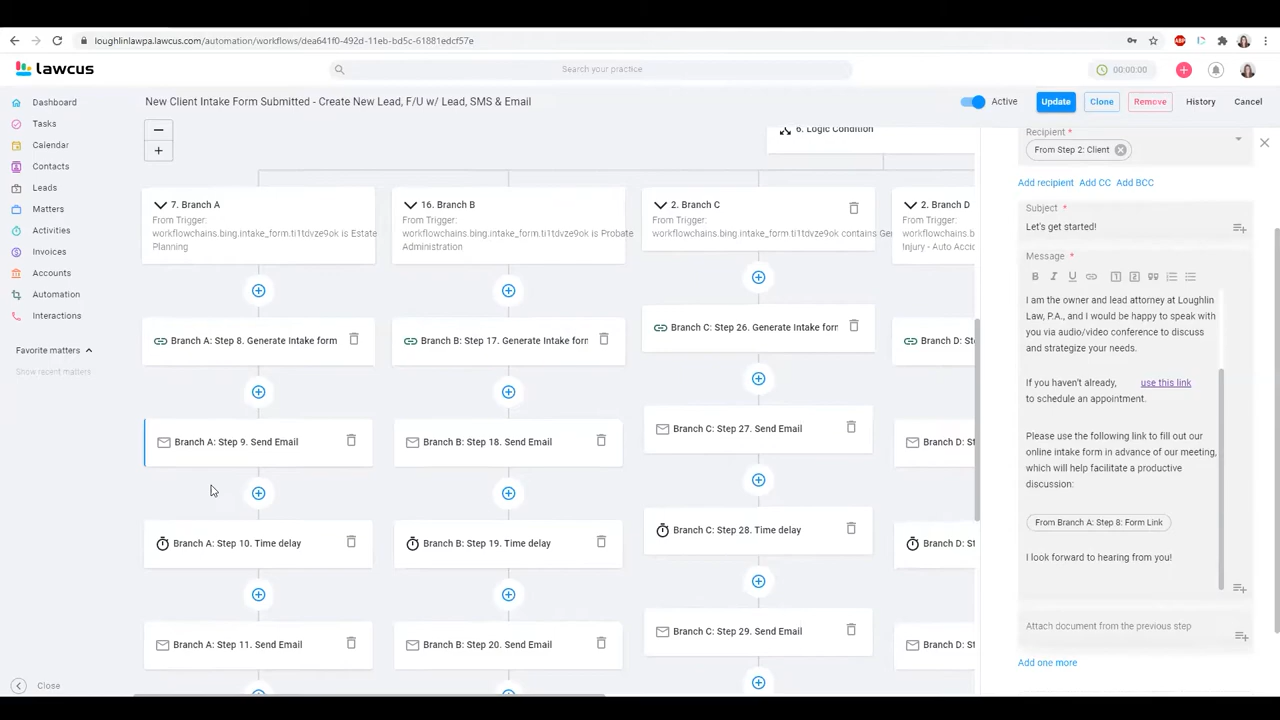 loughlinlawpa.lawcus.com/automation/workflows/dea641f0-492d-11eb-bd5c-61881edcf57e
ABP
lawcus
Search your practice
00:00:00
Dashboard
Tasks
Calendar
Contacts
Leads
Matters
Activities
Invoices
Accounts
Automation
Interactions
Favorite matters
Show recent matters
Close
New Client Intake Form Submitted - Create New Lead, F/U w/ Lead, SMS & Email
Active
Update
Clone
Remove
History
Cancel
6. Logic Condition
7. Branch A
From Trigger:
workflowchains.bing.intake_form.ti1tdvze9ok is Estate
Planning
Branch A: Step 8. Generate Intake form
Branch A: Step 9. Send Email
Branch A: Step 10. Time delay
Branch A: Step 11. Send Email
16. Branch B
From Trigger:
workflowchains.bing.intake_form.ti1tdvze9ok is Probate
Administration
Branch B: Step 17. Generate Intake forr
Branch B: Step 18. Send Email
Branch B: Step 19. Time delay
Branch B: Step 20. Send Email
2. Branch C
From Trigger:
workflowchains.bing.intake_form.ti1tdvze9ok contains Ger
Branch C: Step 26. Generate Intake forr
Branch C: Step 27. Send Email
Branch C: Step 28. Time delay
Branch C: Step 29. Send Email
2. Branch D
From Trigger:
workflowchains.bing.
Injury - Auto Accid
Branch D: St
Branch D: St
Branch D: St
Branch D: St
Recipient *
From Step 2: Client
Add recipient Add CC Add BCC
Subject *
Let's get started!
Message *
I am the owner and lead attorney at Loughlin
Law, P.A., and I would be happy to speak with
you via audio/video conference to discuss
and strategize your needs.
If you haven't already, use this link
to schedule an appointment.
Please use the following link to fill out our
online intake form in advance of our meeting,
which will help facilitate a productive
discussion:
From Branch A: Step 8: Form Link
I look forward to hearing from you!
Attach document from the previous step
Add one more